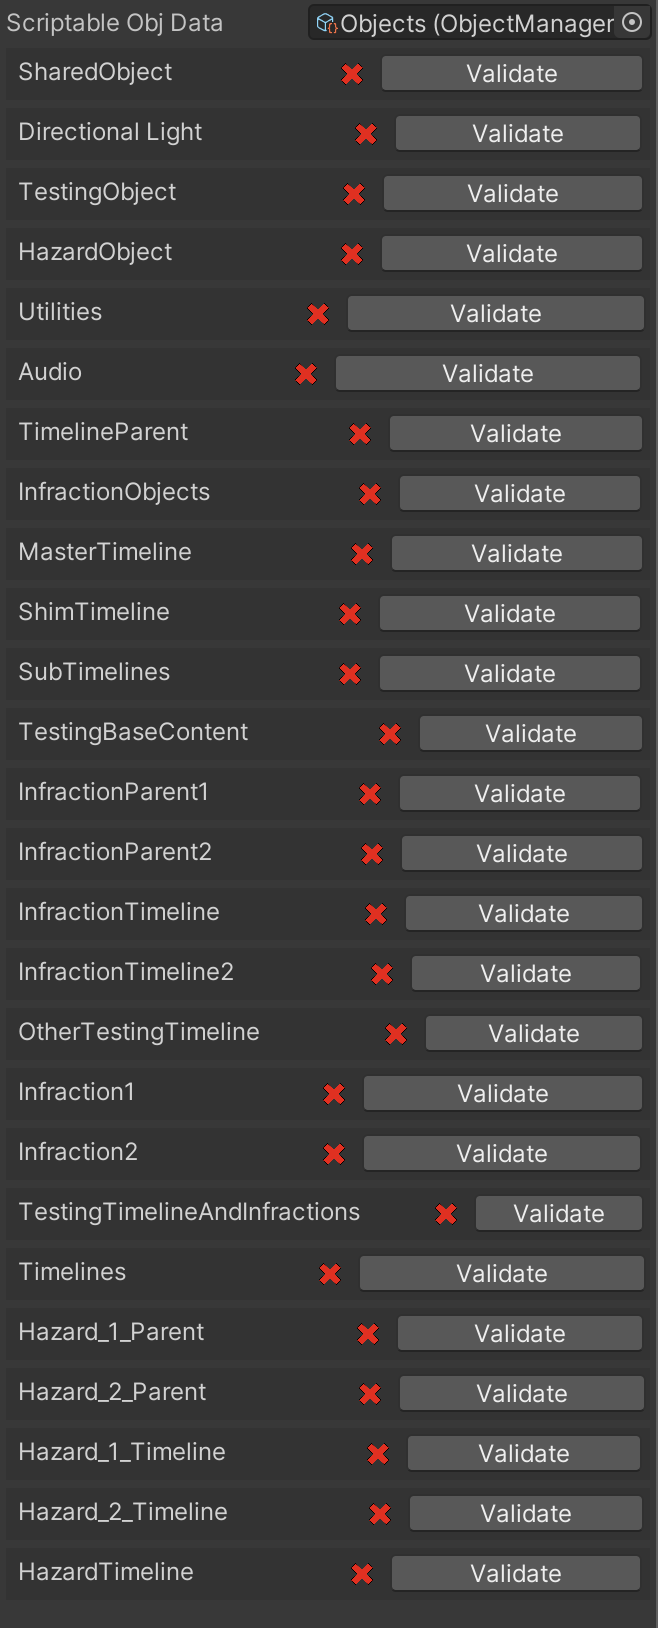 Scriptable Obj Data Objects (ObjectManager
SharedObject Validate
Directional Light Validate
TestingObject Validate
HazardObject Validate
Utilities Validate
Audio Validate
TimelineParent Validate
InfractionObjects Validate
MasterTimeline Validate
ShimTimeline Validate
SubTimelines Validate
TestingBaseContent Validate
InfractionParent1 Validate
InfractionParent2 Validate
InfractionTimeline Validate
InfractionTimeline2 Validate
OtherTestingTimeline Validate
Infraction1 Validate
Infraction2 Validate
TestingTimelineAndInfractions Validate
Timelines Validate
Hazard_1_Parent Validate
Hazard_2_Parent Validate
Hazard_1_Timeline Validate
Hazard_2_Timeline Validate
HazardTimeline Validate